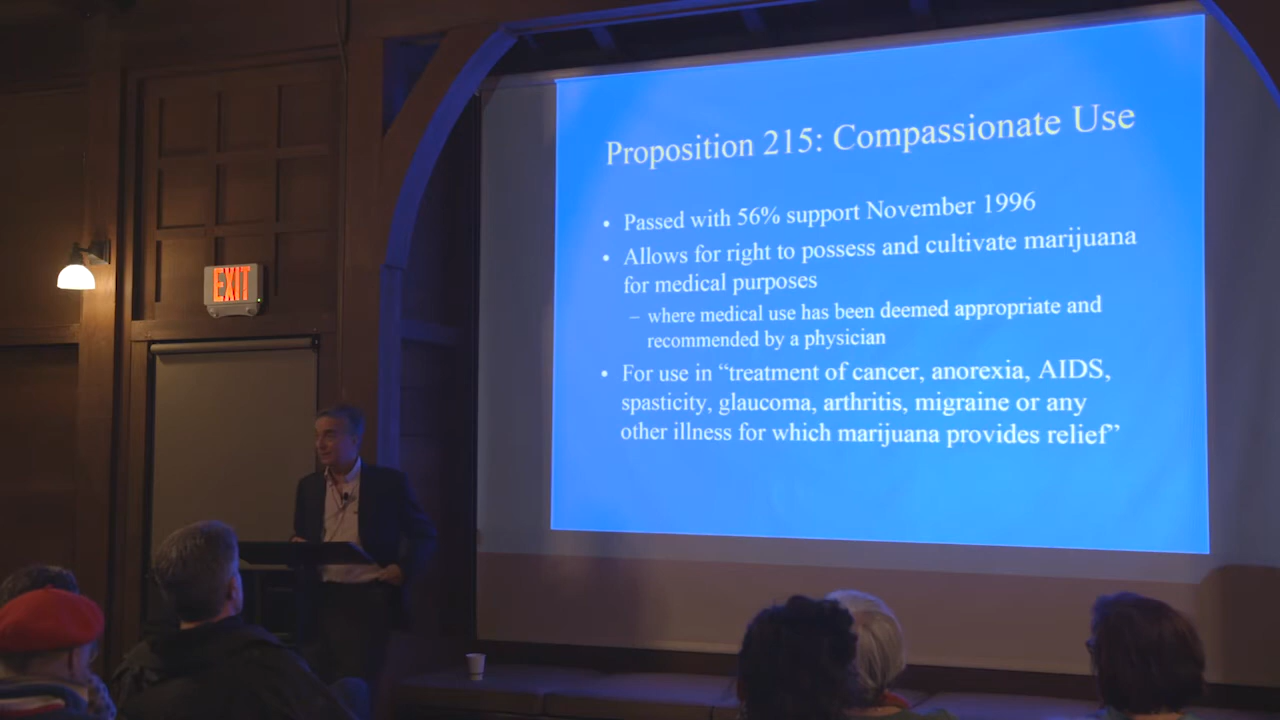 EXIT
Proposition 215: Compassionate Use
• Passed with 56% support November 1996
• Allows for right to possess and cultivate marijuana
for medical purposes
– where medical use has been deemed appropriate and
recommended by a physician
• For use in “treatment of cancer, anorexia, AIDS,
spasticity, glaucoma, arthritis, migraine or any
other illness for which marijuana provides relief”